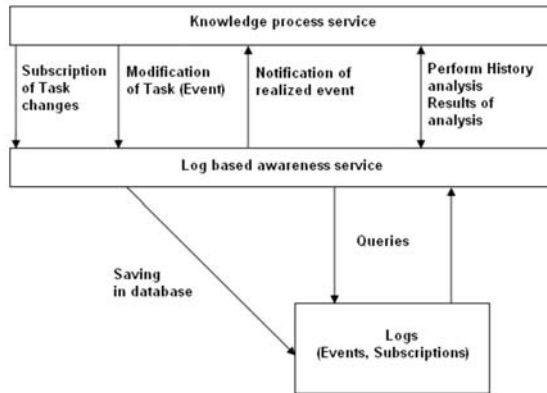 Knowledge process service
Subscription
of Task
changes
Modification
of Task (Event)
Notification of
realized event
Perform History
analysis
Results of
analysis
Log based awareness service
Saving
in database
Queries
Logs
(Events, Subscriptions)